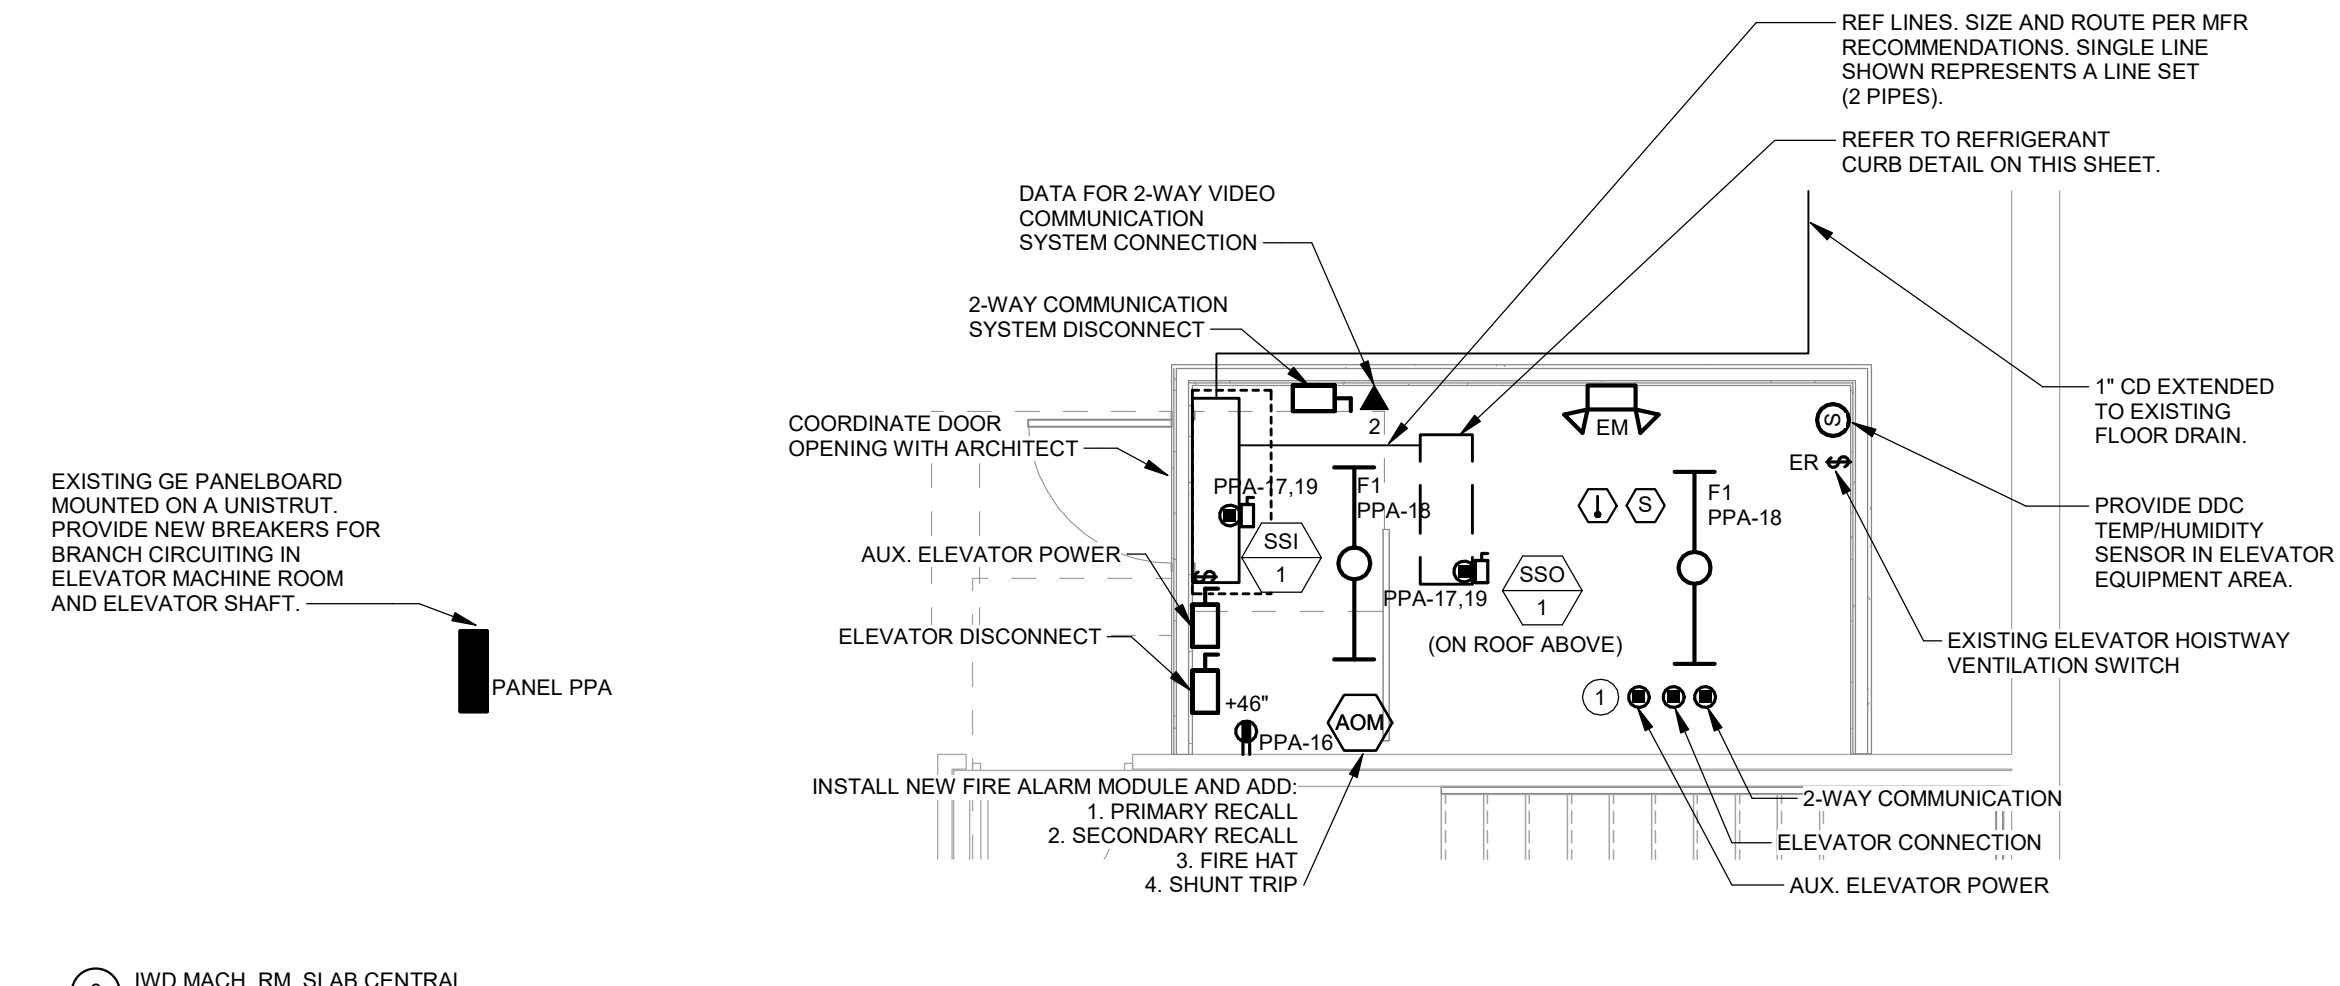 REF LINES. SIZE AND ROUTE PER MFR
RECOMMENDATIONS. SINGLE LINE
SHOWN REPRESENTS A LINE SET
(2 PIPES).
REFER TO REFRIGERANT
CURB DETAIL ON THIS SHEET.
DATA FOR 2-WAY VIDEO
COMMUNICATION
SYSTEM CONNECTION
2-WAY COMMUNICATION
SYSTEM DISCONNECT
1" CD EXTENDED
TO EXISTING
FLOOR DRAIN.
COORDINATE DOOR
OPENING WITH ARCHITECT
2
EM
S
ER $
EXISTING GE PANELBOARD
MOUNTED ON A UNISTRUT.
PROVIDE NEW BREAKERS FOR
BRANCH CIRCUITING IN
ELEVATOR MACHINE ROOM
AND ELEVATOR SHAFT.
PANEL PPA
PPA-17,19
F1
PPA-18
S
F1
PPA-18
PROVIDE DDC
TEMP/HUMIDITY
SENSOR IN ELEVATOR
EQUIPMENT AREA.
AUX. ELEVATOR POWER
$
SSI
1
SSO
1
PPA-17,19
(ON ROOF ABOVE)
ELEVATOR DISCONNECT
EXISTING ELEVATOR HOISTWAY
VENTILATION SWITCH
+46"
PPA-16
AOM
1
INSTALL NEW FIRE ALARM MODULE AND ADD:
1. PRIMARY RECALL
2. SECONDARY RECALL
3. FIRE HAT
4. SHUNT TRIP
2-WAY COMMUNICATION
ELEVATOR CONNECTION
AUX. ELEVATOR POWER
IWD MACH. RM. SLAB CENTRAL